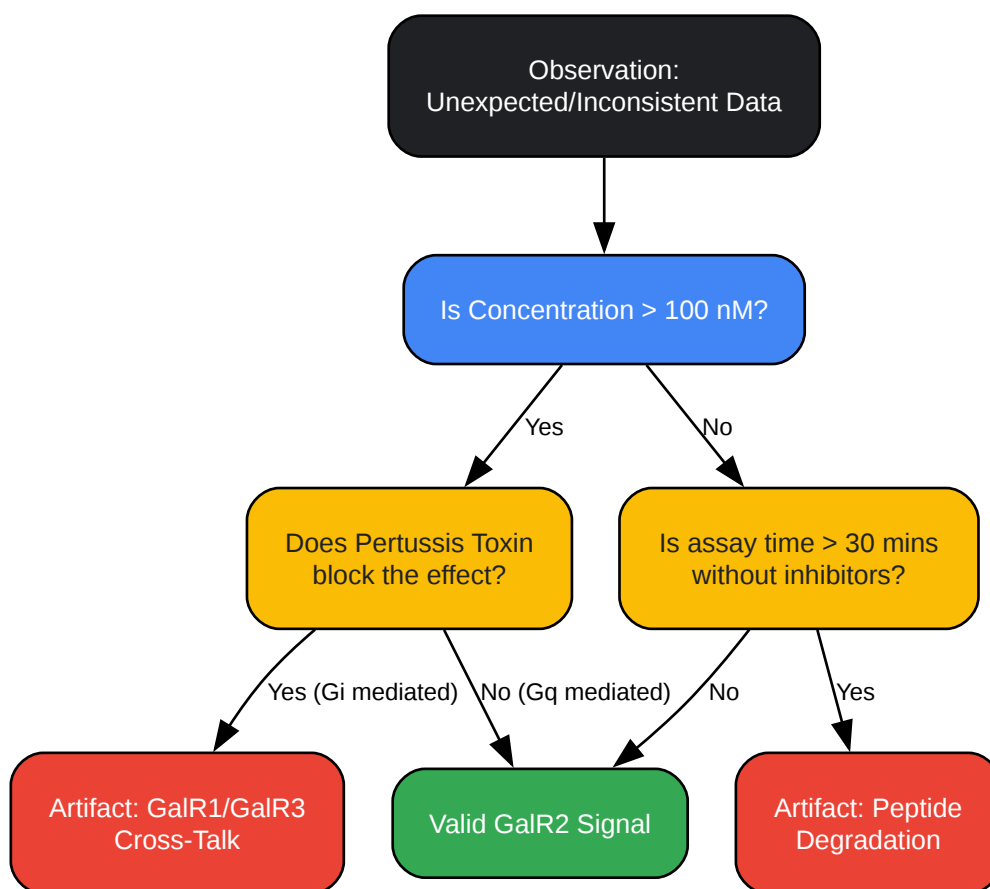 Observation:
Unexpected/Inconsistent Data
Is Concentration > 100 nM?
Yes
No
Does Pertussis Toxin
block the effect?
Is assay time > 30 mins
without inhibitors?
Yes (Gi mediated)
No (Gq mediated)
No
Yes
Artifact: GalR1/GalR3
Cross-Talk
Valid GalR2 Signal
Artifact: Peptide
Degradation